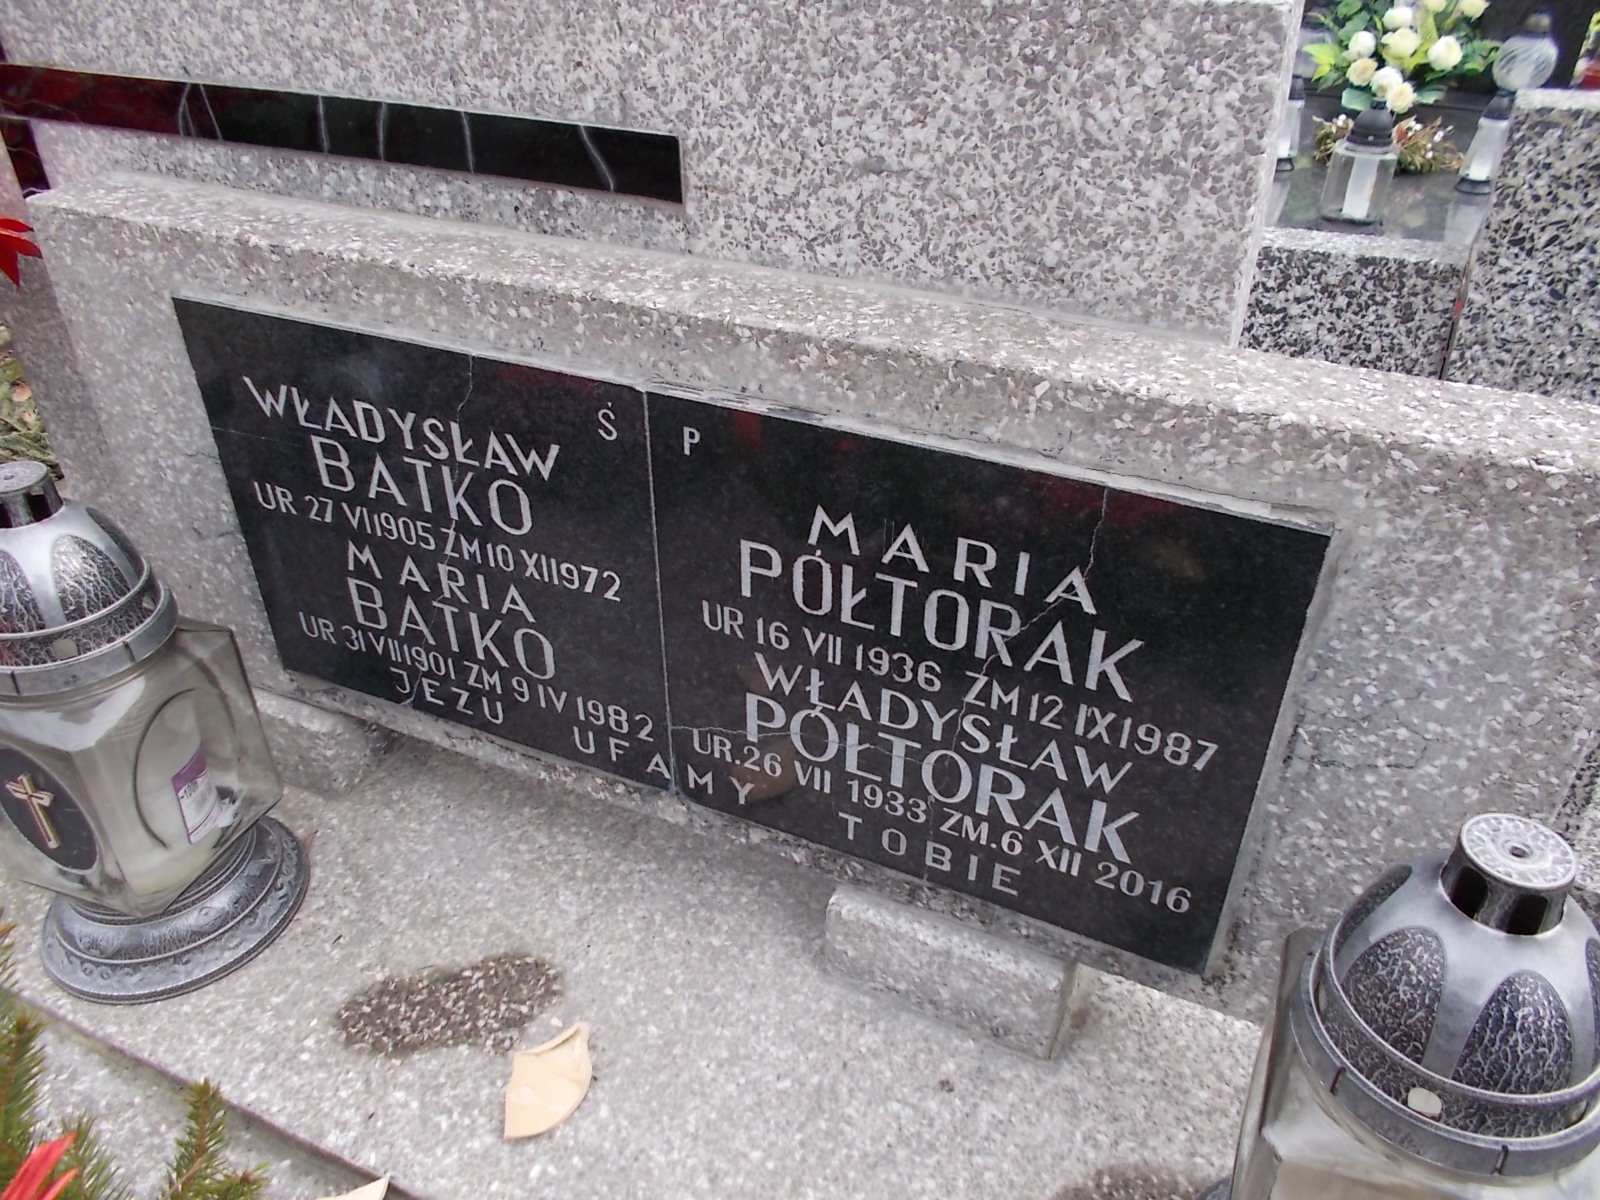 Ś P
WŁADYSŁAW
BATKO
UR 27 VI 1905 ZM 10 XII 1972
MARIA
BATKO
UR 31 VIII 1901 ZM 9 IV 1982
MARIA
PÓŁTORAK
UR 16 VII 1936 ZM 12 IX 1987
WŁADYSŁAW
PÓŁTORAK
UR. 26 VII 1933 ZM. 6 XII 2016
JEZU UFAMY TOBIE